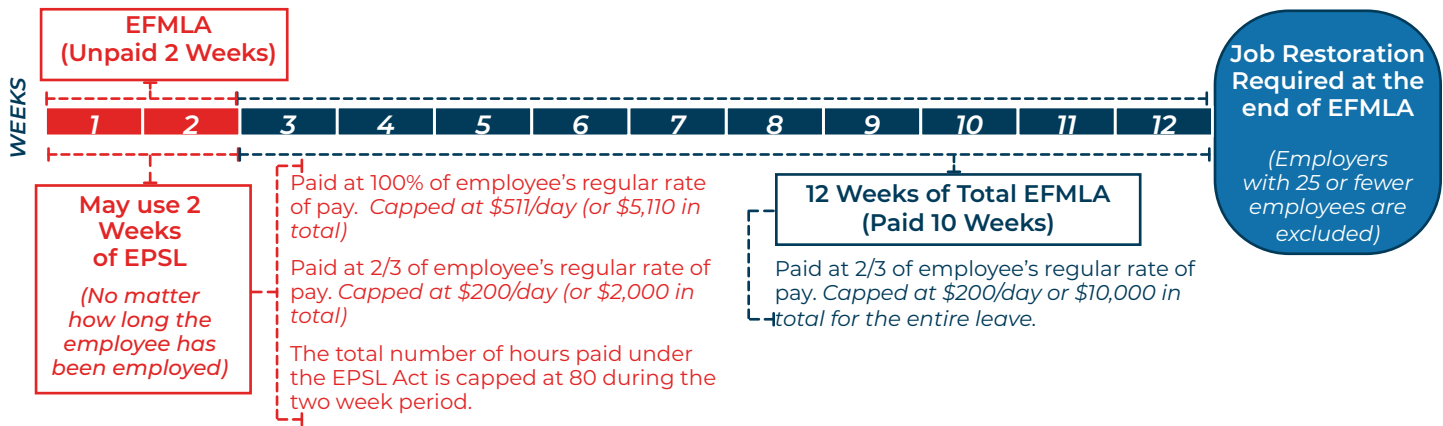 EFMLA
(Unpaid 2 Weeks)
WEEKS
1 2 3 4 5 6 7 8 9 10 11 12
May use 2
Weeks
of EPSL
(No matter
how long the
employee has
been employed)
Paid at 100% of employee’s regular rate
of pay. Capped at $511/day (or $5,110 in
total)
Paid at 2/3 of employee’s regular rate of
pay. Capped at $200/day (or $2,000 in
total)
The total number of hours paid under
the EPSL Act is capped at 80 during the
two week period.
12 Weeks of Total EFMLA
(Paid 10 Weeks)
Paid at 2/3 of employee’s regular rate of
pay. Capped at $200/day or $10,000 in
total for the entire leave.
Job Restoration
Required at the
end of EFMLA
(Employers
with 25 or fewer
employees are
excluded)